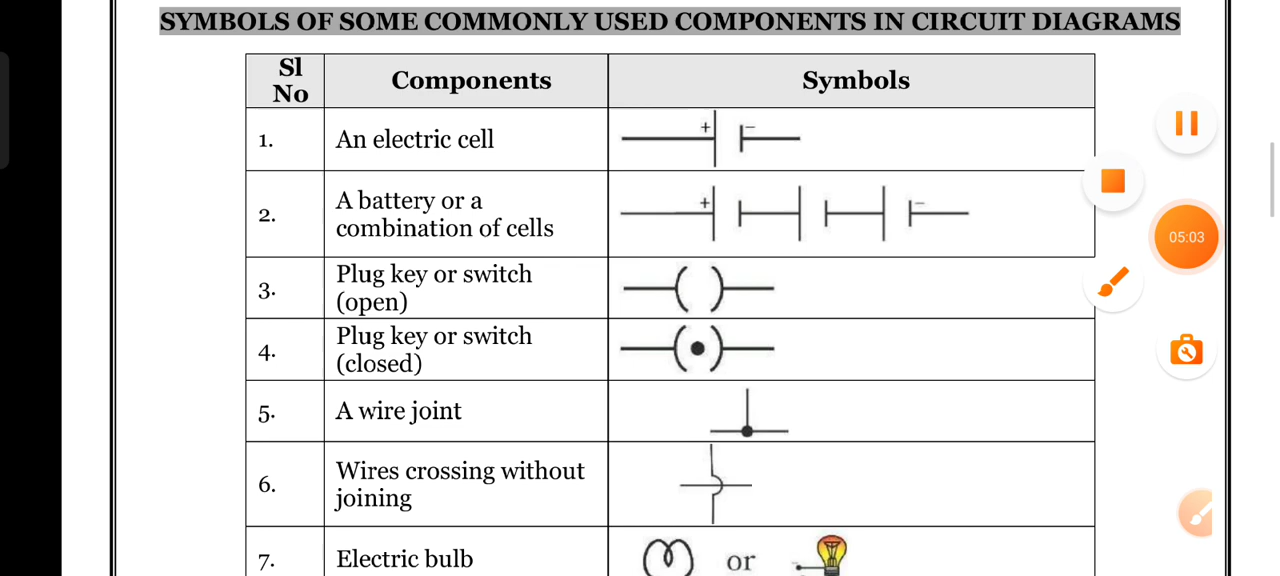 SYMBOLS OF SOME COMMONLY USED COMPONENTS IN CIRCUIT DIAGRAMS
Sl No
Components
Symbols
1.
An electric cell
+ −
2.
A battery or a
combination of cells
+ −
3.
Plug key or switch
(open)
4.
Plug key or switch
(closed)
5.
A wire joint
6.
Wires crossing without
joining
7.
Electric bulb
or
05:03